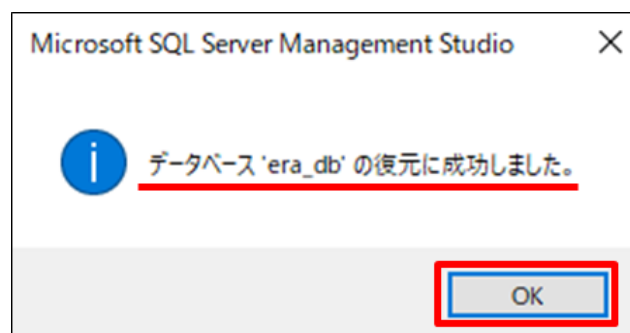 Microsoft SQL Server Management Studio
データベース 'era_db' の復元に成功しました。
OK